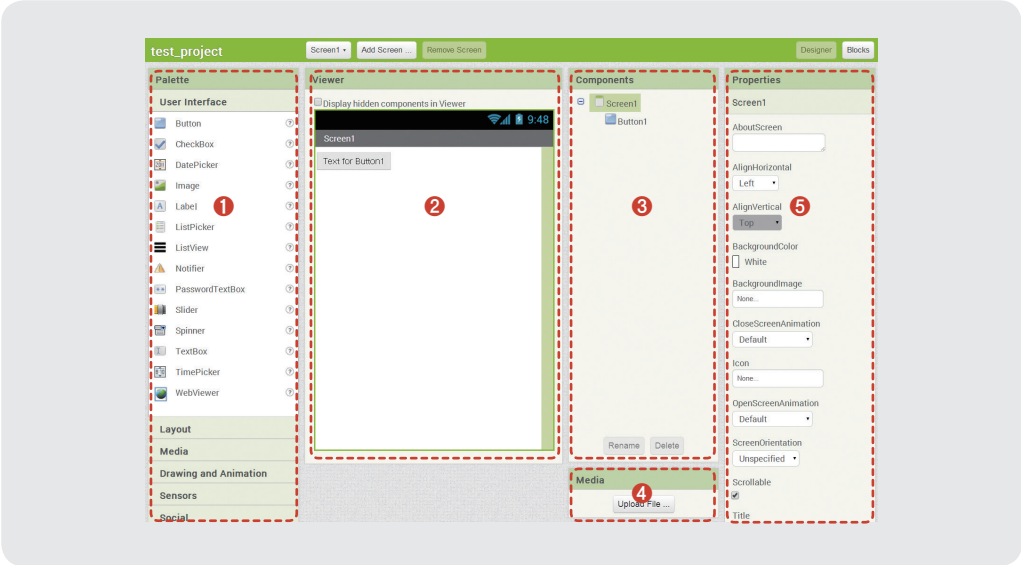 test_project
Screen1
Add Screen ...
Remove Screen
Designer
Blocks
Palette
User Interface
Button
CheckBox
DatePicker
Image
Label
ListPicker
ListView
Notifier
PasswordTextBox
Slider
Spinner
TextBox
TimePicker
WebViewer
Layout
Media
Drawing and Animation
Sensors
Social
1
Viewer
Display hidden components in Viewer
9:48
Screen1
Text for Button1
2
Components
Screen1
Button1
3
Rename
Delete
Media
4
Upload File ...
Properties
Screen1
AboutScreen
AlignHorizontal
Left
AlignVertical
5
Top
BackgroundColor
White
BackgroundImage
None...
CloseScreenAnimation
Default
Icon
None...
OpenScreenAnimation
Default
ScreenOrientation
Unspecified
Scrollable
Title